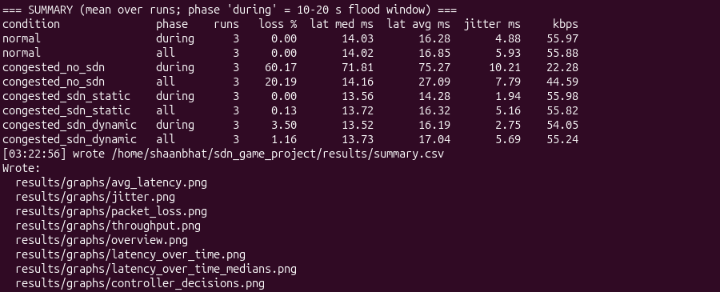 === SUMMARY (mean over runs; phase 'during' = 10-20 s flood window) ===
condition phase runs loss % lat med ms lat avg ms jitter ms kbps
normal during 3 0.00 14.03 16.28 4.88 55.97
normal all 3 0.00 14.02 16.85 5.93 55.88
congested_no_sdn during 3 60.17 71.81 75.27 10.21 22.28
congested_no_sdn all 3 20.19 14.16 27.09 7.79 44.59
congested_sdn_static during 3 0.00 13.56 14.28 1.94 55.98
congested_sdn_static all 3 0.13 13.72 16.32 5.16 55.82
congested_sdn_dynamic during 3 3.50 13.52 16.19 2.75 54.05
congested_sdn_dynamic all 3 1.16 13.73 17.04 5.69 55.24
[03:22:56] wrote /home/shaanbhat/sdn_game_project/results/summary.csv
Wrote:
results/graphs/avg_latency.png
results/graphs/jitter.png
results/graphs/packet_loss.png
results/graphs/throughput.png
results/graphs/overview.png
results/graphs/latency_over_time.png
results/graphs/latency_over_time_medians.png
results/graphs/controller_decisions.png